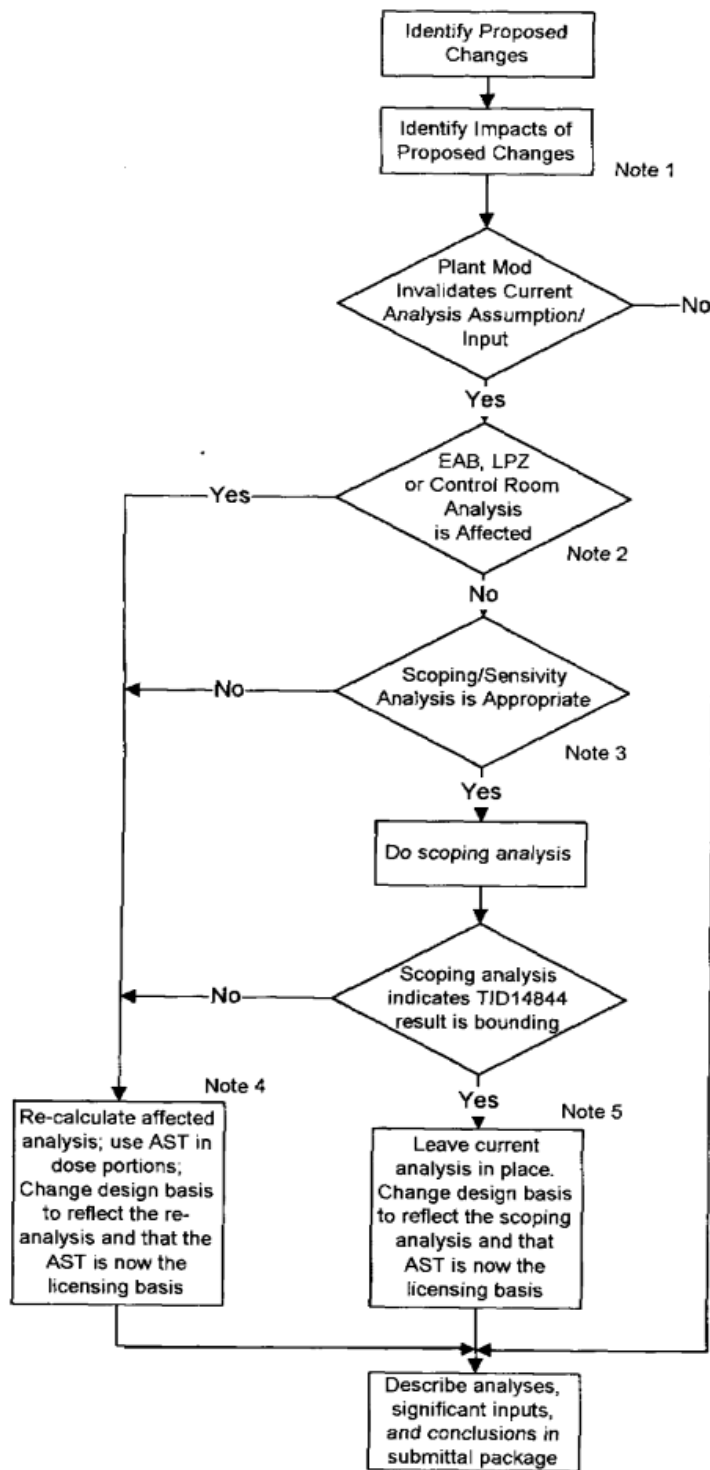 Identify Proposed
Changes
Identify Impacts of
Proposed Changes
Note 1
Plant Mod
Invalidates Current
Analysis Assumption/
Input
No
Yes
EAB, LPZ
or Control Room
Analysis
is Affected
Yes
Note 2
No
Scoping/Sensivity
Analysis is Appropriate
No
Note 3
Yes
Do scoping analysis
Scoping analysis
indicates TID14844
result is bounding
No
Yes
Note 4
Re-calculate affected
analysis; use AST in
dose portions;
Change design basis
to reflect the re-
analysis and that the
AST is now the
licensing basis
Note 5
Leave current
analysis in place.
Change design basis
to reflect the scoping
analysis and that
AST is now the
licensing basis
Describe analyses,
significant inputs,
and conclusions in
submittal package